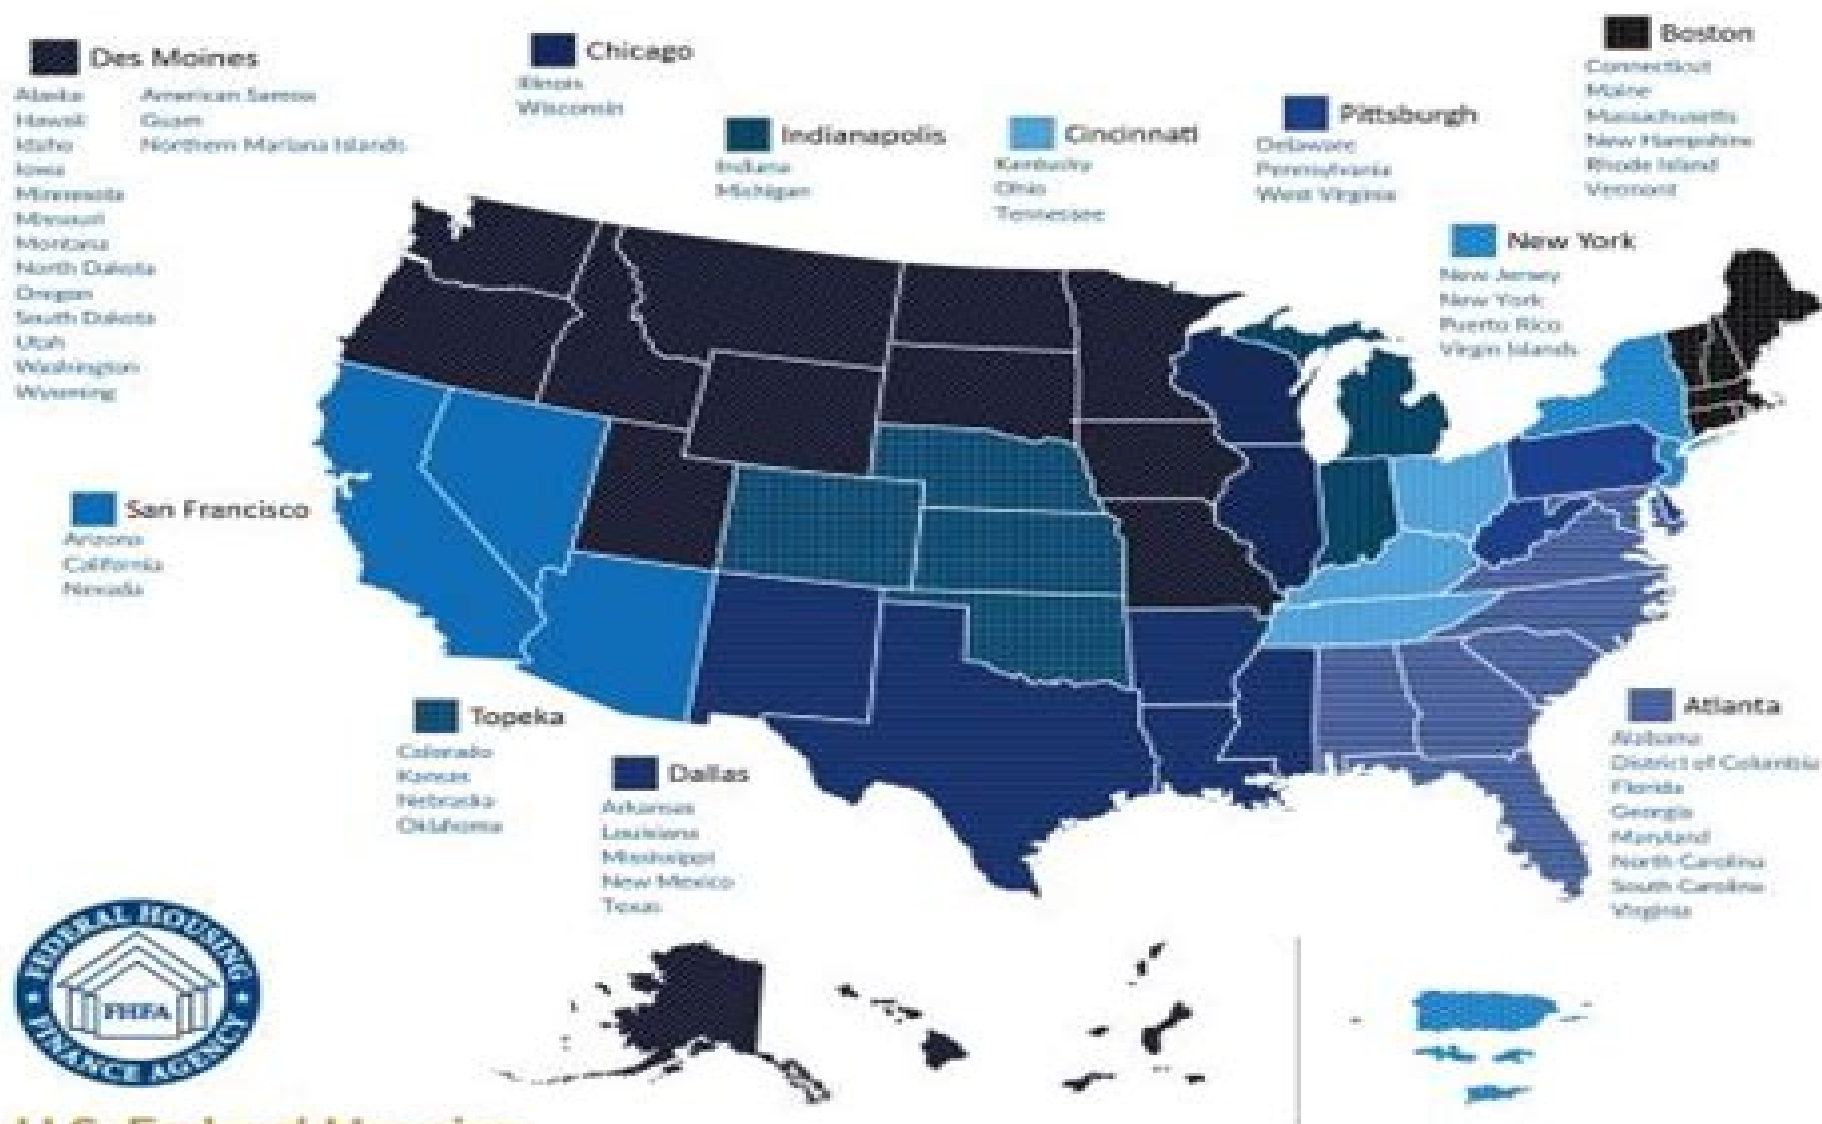 Des Moines
Alaska
Hawaii
Idaho
Iowa
Minnesota
Missouri
Montana
North Dakota
Oregon
South Dakota
Utah
Washington
Wyoming
American Samoa
Guam
Northern Mariana Islands
Chicago
Illinois
Wisconsin
Indianapolis
Indiana
Michigan
Cincinnati
Kentucky
Ohio
Tennessee
Pittsburgh
Delaware
Pennsylvania
West Virginia
Boston
Connecticut
Maine
Massachusetts
New Hampshire
Rhode Island
Vermont
New York
New Jersey
New York
Puerto Rico
Virgin Islands
San Francisco
Arizona
California
Nevada
Topeka
Colorado
Kansas
Nebraska
Oklahoma
Dallas
Arkansas
Louisiana
Mississippi
New Mexico
Texas
Atlanta
Alabama
District of Columbia
Florida
Georgia
Maryland
North Carolina
South Carolina
Virginia
FEDERAL HOUSING
FHFA
FINANCE AGENCY